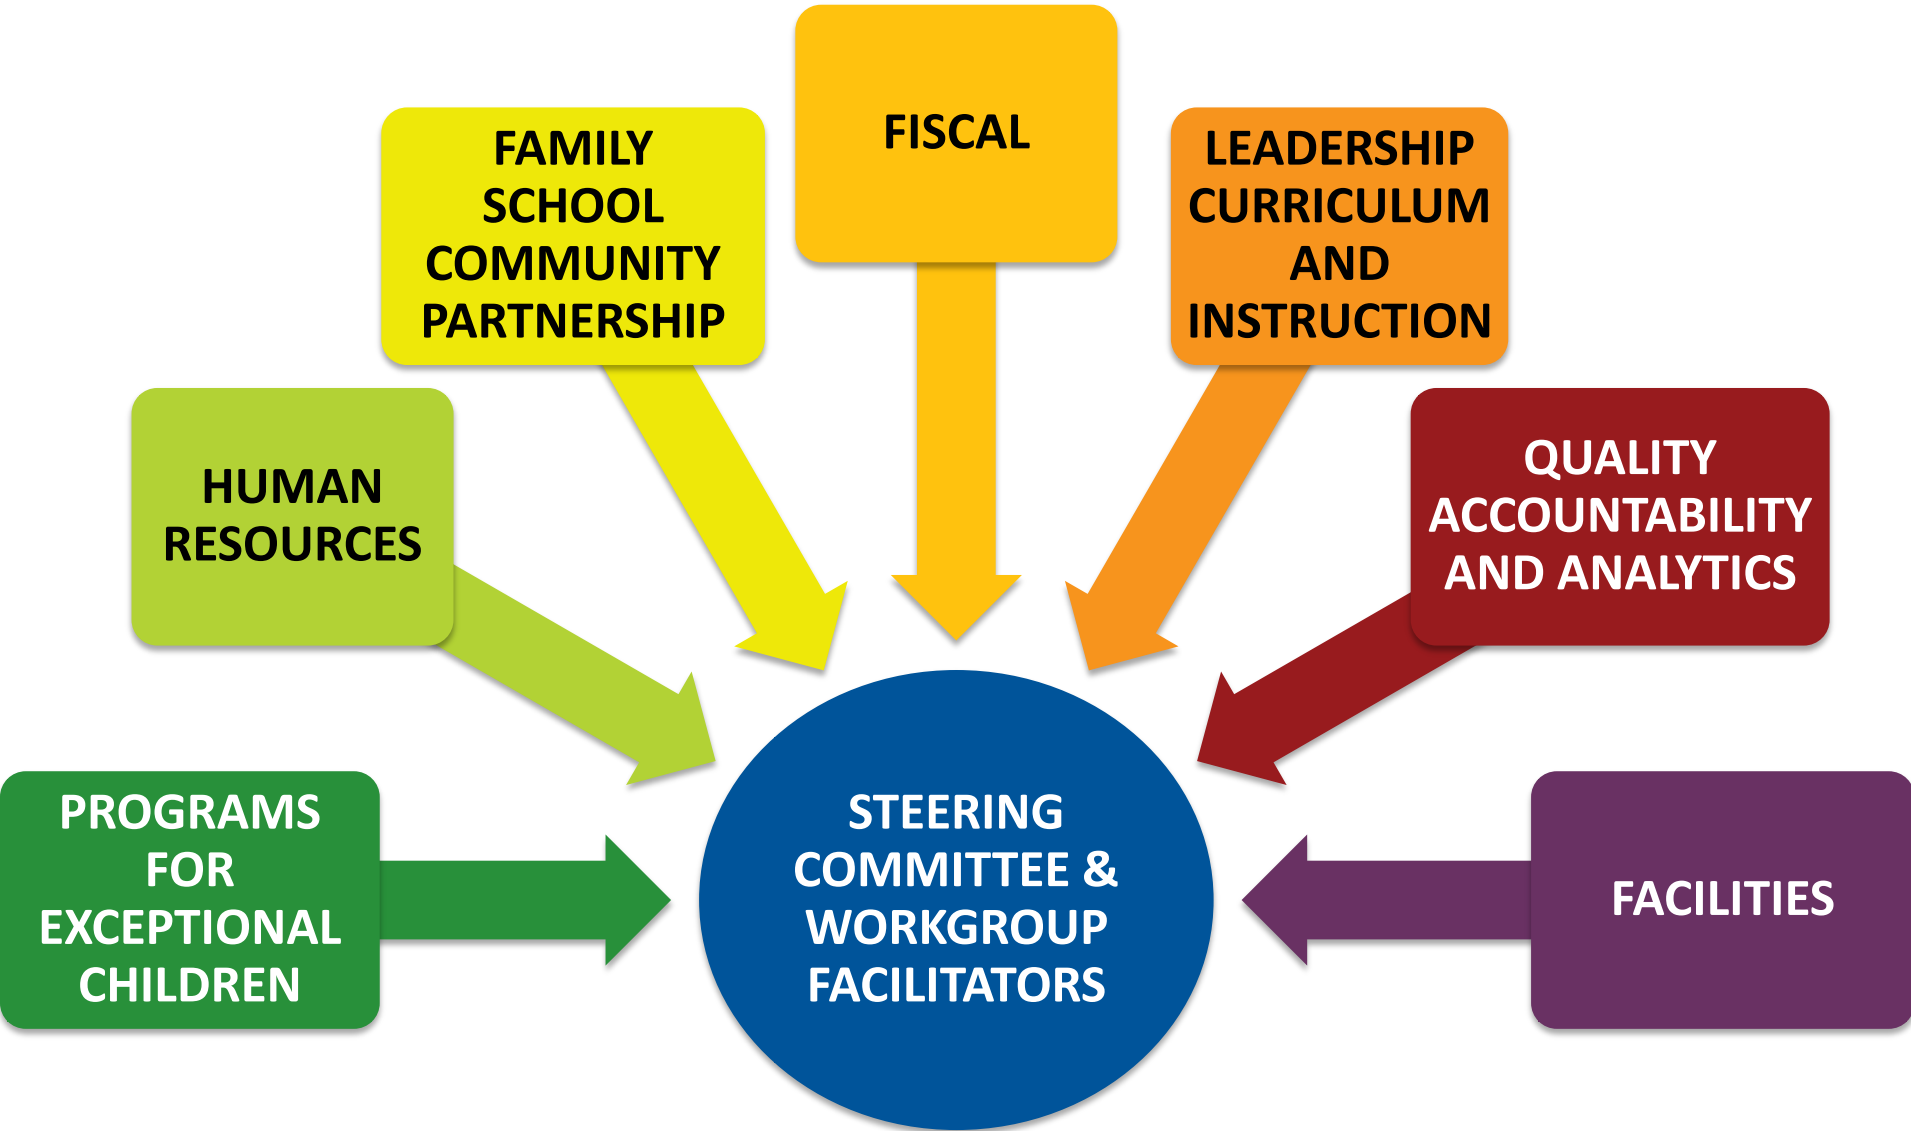 FISCAL
FAMILY
SCHOOL
COMMUNITY
PARTNERSHIP
LEADERSHIP
CURRICULUM
AND
INSTRUCTION
HUMAN
RESOURCES
QUALITY
ACCOUNTABILITY
AND ANALYTICS
PROGRAMS
FOR
EXCEPTIONAL
CHILDREN
STEERING
COMMITTEE &
WORKGROUP
FACILITATORS
FACILITIES